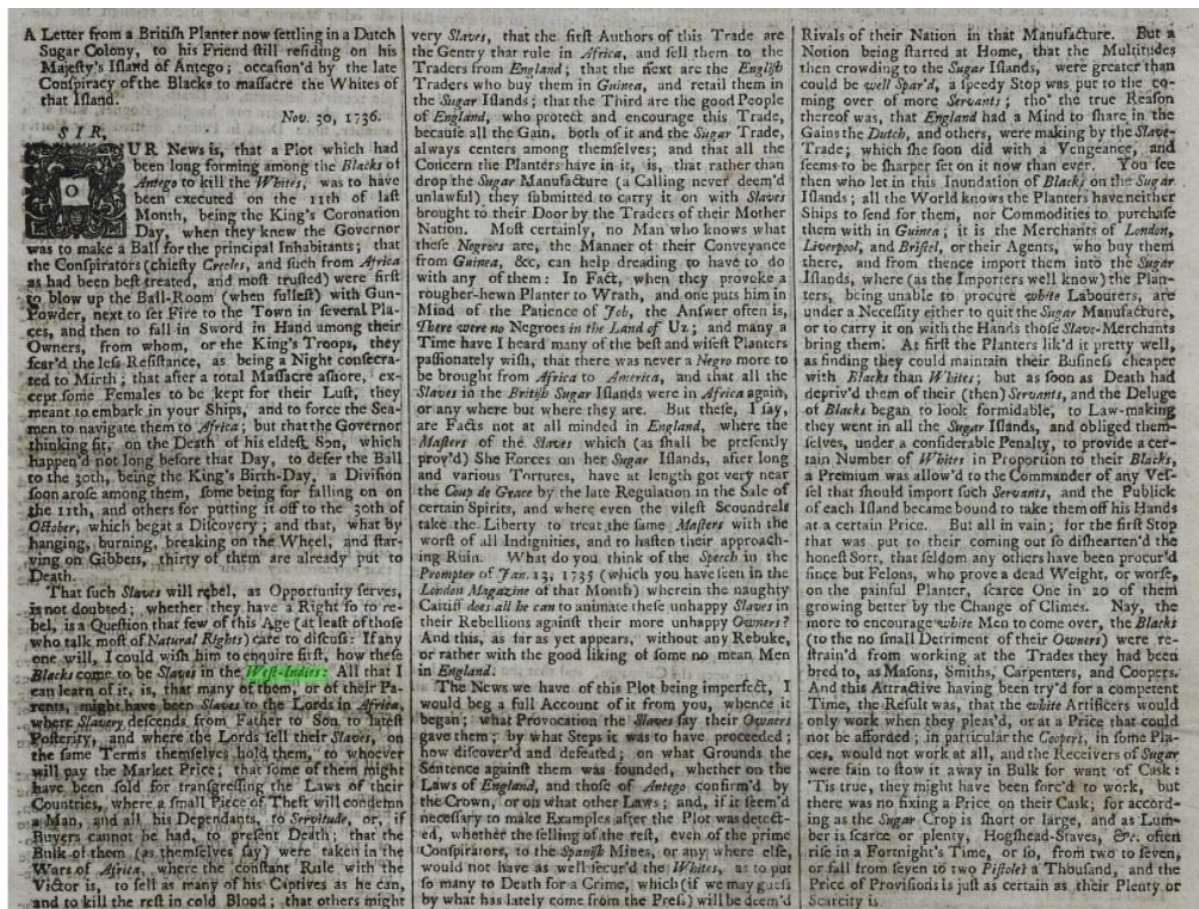 A Letter from a Britiſh Planter now ſettling in a Dutch
Sugar Colony, to his Friend ſtill reſiding on his
Majeſty's Iſland of Antego; occaſion'd by the late
Conſpiracy of the Blacks to maſſacre the Whites of
that Iſland.
Nov. 30, 1736.
SIR,
OUR News is, that a Plot which had
been long forming among the Blacks of
Antego to kill the Whites, was to have
been executed on the 11th of laſt
Month, being the King's Coronation
Day, when they knew the Governor
was to make a Ball for the principal Inhabitants; that
the Conſpirators (chiefly Creoles, and ſuch from Africa
as had been beſt treated, and moſt truſted) were firſt
to blow up the Ball-Room (when fulleſt) with Gun-
Powder, next to ſet Fire to the Town in ſeveral Pla-
ces, and then to fall in Sword in Hand among their
Owners, from whom, or the King's Troops, they
fear'd the leſs Reſiſtance, as being a Night conſecra-
ted to Mirth; that after a total Maſſacre aſhore, ex-
cept ſome Females to be kept for their Luſt, they
meant to embark in your Ships, and to force the Sea-
men to navigate them to Africa; but that the Governor
thinking fit, on the Death of his eldeſt Son, which
happen'd not long before that Day, to defer the Ball
to the 30th, being the King's Birth-Day, a Diviſion
ſoon aroſe among them, ſome being for falling on on
the 11th, and others for putting it off to the 30th of
October, which begat a Diſcovery; and that, what by
hanging, burning, breaking on the Wheel, and ſtar-
ving on Gibbets, thirty of them are already put to
Death.
That ſuch Slaves will rebel, as Opportunity ſerves,
is not doubted; whether they have a Right ſo to re-
bel, is a Queſtion that few of this Age (at leaſt of thoſe
who talk moſt of Natural Rights) care to diſcuſs: If any
one will, I could wiſh him to enquire firſt, how theſe
Blacks come to be Slaves in the Weſt-Indies: All that I
can learn of it, is, that many of them, or of their Pa-
rents, might have been Slaves to the Lords in Africa,
where Slavery deſcends from Father to Son, to lateſt
Poſterity, and where the Lords ſell their Slaves, on
the ſame Terms themſelves hold them, to whoever
will pay the Market Price; that ſome of them might
have been ſold for tranſgreſſing the Laws of their
Countries, where a ſmall Piece of Theft will condemn
a Man, and all his Dependants, to Servitude, or, if
Buyers cannot be had, to preſent Death; that the
Bulk of them (as themſelves ſay) were taken in the
Wars of Africa, where the conſtant Rule with the
Victor is, to ſell as many of his Captives as he can,
and to kill the reſt in cold Blood; that others might
very Slaves, that the firſt Authors of this Trade are
the Gentry that rule in Africa, and ſell them to the
Traders from England; that the next are the Engliſh
Traders who buy them in Guinea, and retail them in
the Sugar Iſlands; that the Third are the good People
of England, who protect and encourage this Trade,
becauſe all the Gain, both of it and the Sugar Trade,
always centers among themſelves; and that all the
Concern the Planters have in it, is, that rather than
drop the Sugar Manufacture (a Calling never deem'd
unlawful) they ſubmitted to carry it on with Slaves
brought to their Door by the Traders of their Mother
Nation. Moſt certainly, no Man who knows what
theſe Negroes are, the Manner of their Conveyance
from Guinea, &c, can help dreading to have to do
with any of them: In Fact, when they provoke a
rougher-hewn Planter to Wrath, and one puts him in
Mind of the Patience of Job, the Anſwer often is,
There were no Negroes in the Land of Uz; and many a
Time have I heard many of the beſt and wiſeſt Planters
paſſionately wiſh, that there was never a Negro more to
be brought from Africa to America, and that all the
Slaves in the Britiſh Sugar Iſlands were in Africa again,
or any where but where they are. But theſe, I ſay,
are Facts not at all minded in England, where the
Maſters of the Slaves which (as ſhall be preſently
prov'd) She Forces on her Sugar Iſlands, after long
and various Tortures, have at length got very near
the Coup de Grace by the late Regulation in the Sale of
certain Spirits, and where even the vileſt Scoundrels
take the Liberty to treat the ſame Maſters with the
worſt of all Indignities, and to haſten their approach-
ing Ruin. What do you think of the Speech in the
Prompter of Jan. 13, 1735 (which you have ſeen in the
London Magazine of that Month) wherein the naughty
Caitiff does all he can to animate theſe unhappy Slaves in
their Rebellions againſt their more unhappy Owners?
And this, as far as yet appears, without any Rebuke,
or rather with the good liking of ſome no mean Men
in England.
The News we have of this Plot being imperfect, I
would beg a full Account of it from you, whence it
began; what Provocation the Slaves ſay their Owners
gave them; by what Steps it was to have proceeded;
how diſcover'd and defeated; on what Grounds the
Sentence againſt them was founded, whether on the
Laws of England, and thoſe of Antego confirm'd by
the Crown, or on what other Laws; and, if it ſeem'd
neceſſary to make Examples after the Plot was detect-
ed, whether the ſelling of the reſt, even of the prime
Conſpirators, to the Spaniſh Mines, or any where elſe,
would not have as well ſecur'd the Whites, as to put
ſo many to Death for a Crime, which (if we may gueſs
by what has lately come from the Preſs) will be deem'd
Rivals of their Nation in that Manufacture. But a
Notion being ſtarted at Home, that the Multitudes
then crowding to the Sugar Iſlands, were greater than
could be well Spar'd, a ſpeedy Stop was put to the co-
ming over of more Servants; tho' the true Reaſon
thereof was, that England had a Mind to ſhare in the
Gains the Dutch, and others, were making by the Slave-
Trade; which ſhe ſoon did with a Vengeance, and
ſeems to be ſharper ſet on it now than ever. You ſee
then who let in this Inundation of Blacks on the Sugar
Iſlands; all the World knows the Planters have neither
Ships to ſend for them, nor Commodities to purchaſe
them with in Guinea; it is the Merchants of London,
Liverpool, and Briſtol, or their Agents, who buy them
there, and from thence import them into the Sugar
Iſlands, where (as the Importers well know) the Plan-
ters, being unable to procure white Labourers, are
under a Neceſſity either to quit the Sugar Manufacture,
or to carry it on with the Hands thoſe Slave-Merchants
bring them: At firſt the Planters lik'd it pretty well,
as finding they could maintain their Buſineſs cheaper
with Blacks than Whites; but as ſoon as Death had
depriv'd them of their (then) Servants, and the Deluge
of Blacks began to look formidable, to Law-making
they went in all the Sugar Iſlands, and obliged them-
ſelves, under a conſiderable Penalty, to provide a cer-
tain Number of Whites in Proportion to their Blacks,
a Premium was allow'd to the Commander of any Veſ-
ſel that ſhould import ſuch Servants, and the Publick
of each Iſland became bound to take them off his Hands
at a certain Price. But all in vain; for the firſt Stop
that was put to their coming out ſo diſhearten'd the
honeſt Sort, that ſeldom any others have been procur'd
ſince but Felons, who prove a dead Weight, or worſe,
on the painful Planter, ſcarce One in 20 of them
growing better by the Change of Climes. Nay, the
more to encourage white Men to come over, the Blacks
(to the no ſmall Detriment of their Owners) were re-
ſtrain'd from working at the Trades they had been
bred to, as Maſons, Smiths, Carpenters, and Coopers.
And this Attractive having been try'd for a competent
Time, the Reſult was, that the white Artificers would
only work when they pleaſ'd, or at a Price that could
not be afforded; in particular the Coopers, in ſome Pla-
ces, would not work at all, and the Receivers of Sugar
were fain to ſtow it away in Bulk for want of Cask:
'Tis true, they might have been forc'd to work, but
there was no fixing a Price on their Cask; for accord-
ing as the Sugar Crop is ſhort or large, and as Lum-
ber is ſcarce or plenty, Hogſhead-Staves, &c. often
riſe in a Fortnight's Time, or ſo, from two to ſeven,
or fall from ſeven to two Piſtoles a Thouſand, and the
Price of Proviſions is juſt as certain as their Plenty or
Scarcity is